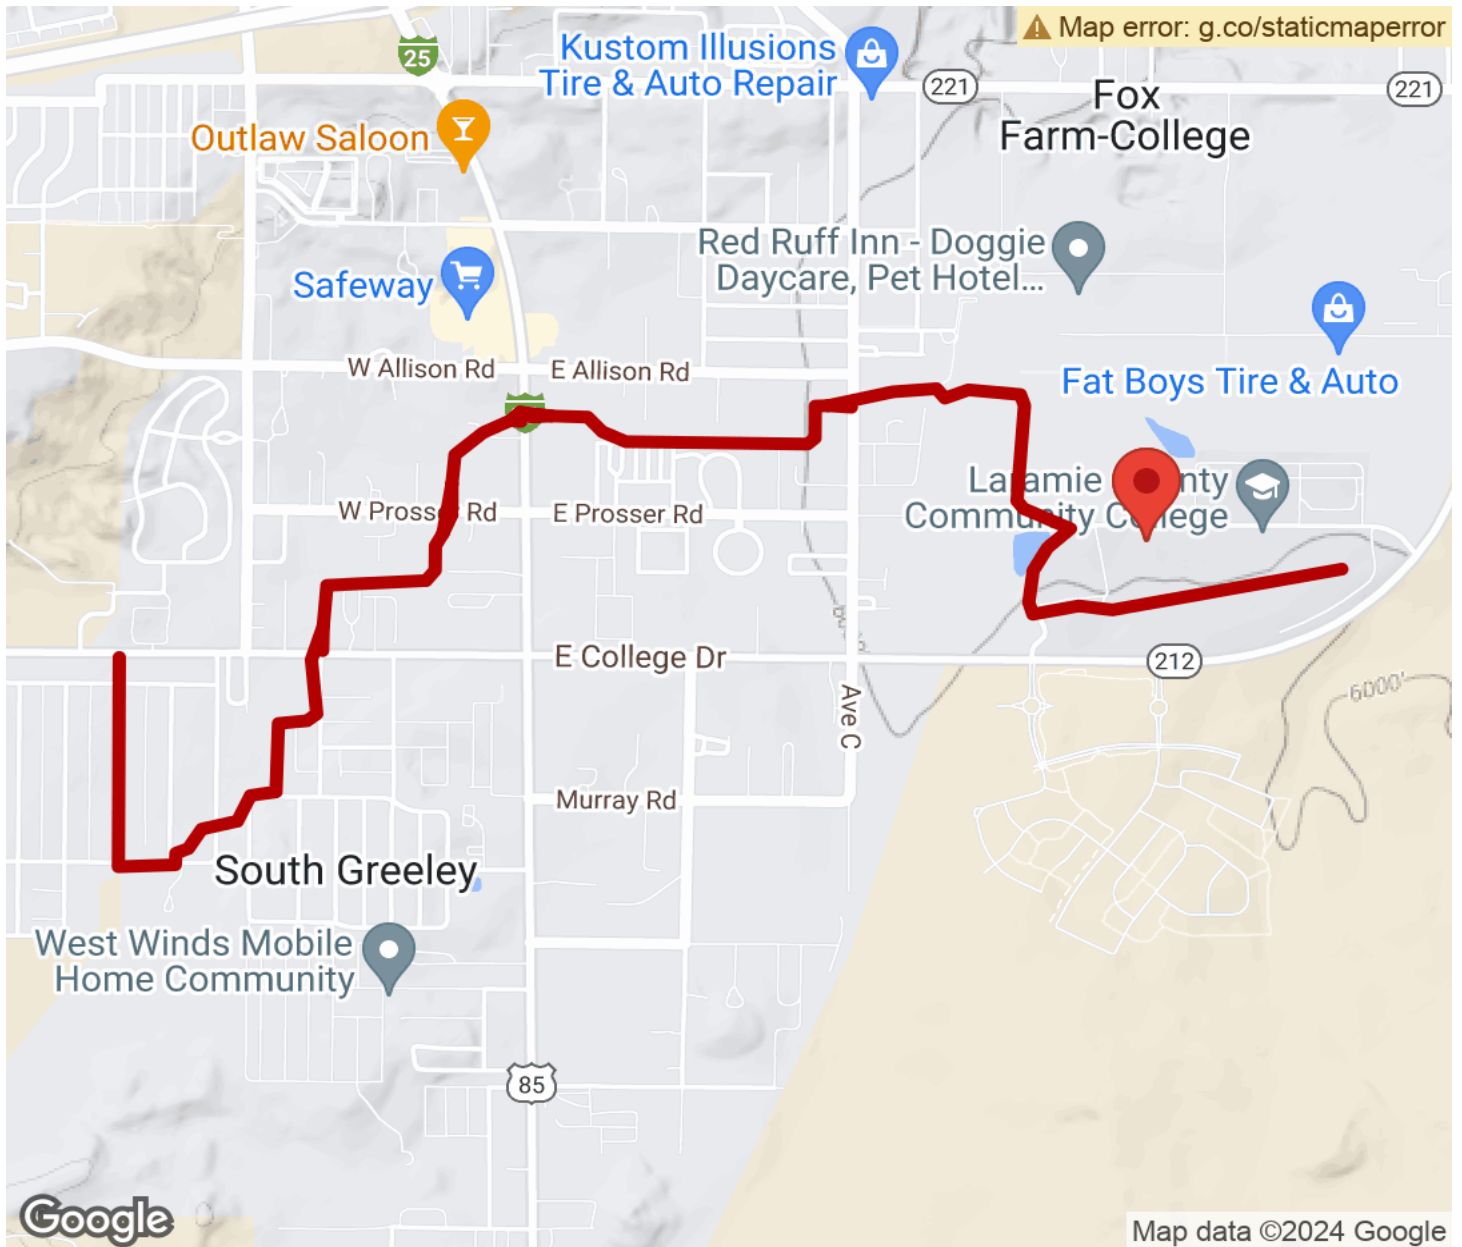 Map error: g.co/staticmaperror
25
Kustom Illusions
Tire & Auto Repair
221
Fox
Farm-College
221
Outlaw Saloon
Red Ruff Inn - Doggie
Daycare, Pet Hotel...
Safeway
W Allison Rd
E Allison Rd
Fat Boys Tire & Auto
Community College
E Prosser Rd
E College Dr
212
6000'
Ave C
Murray Rd
South Greeley
West Winds Mobile
Home Community
85
Google
Map data ©2024 Google